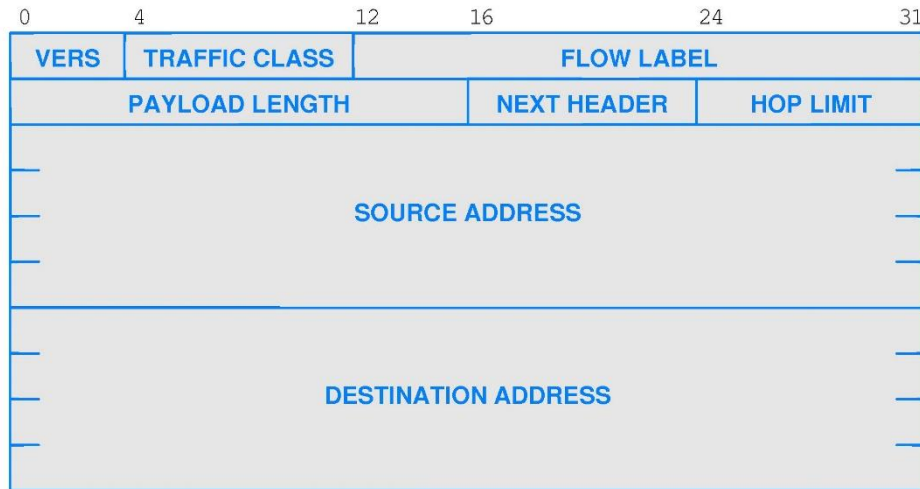 0 4 12 16 24 31
VERS TRAFFIC CLASS FLOW LABEL
PAYLOAD LENGTH NEXT HEADER HOP LIMIT
SOURCE ADDRESS
DESTINATION ADDRESS